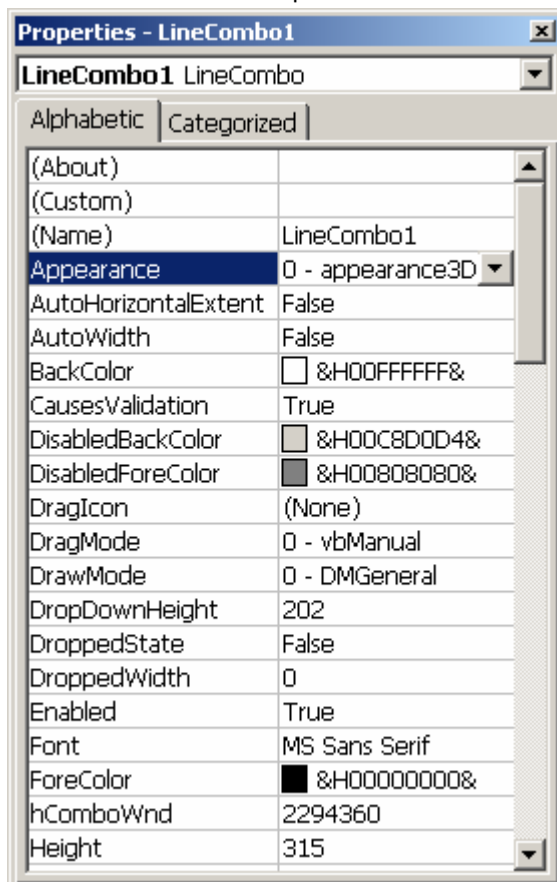 Properties - LineCombo1
LineCombo1 LineCombo
Alphabetic Categorized
(About)
(Custom)
(Name) LineCombo1
Appearance 0 - appearance3D
AutoHorizontalExtent False
AutoWidth False
BackColor &H00FFFFFF&
CausesValidation True
DisabledBackColor &H00C8D0D4&
DisabledForeColor &H00808080&
DragIcon (None)
DragMode 0 - vbManual
DrawMode 0 - DMGeneral
DropDownHeight 202
DroppedState False
DroppedWidth 0
Enabled True
Font MS Sans Serif
ForeColor &H00000000&
hComboWnd 2294360
Height 315